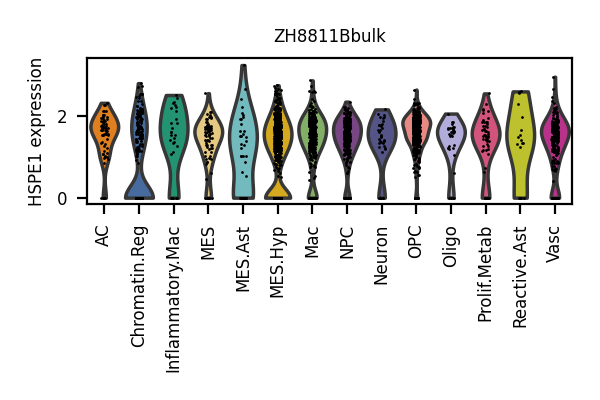 ZH8811Bbulk
HSPE1 expression
2
0
AC
Chromatin.Reg
Inflammatory.Mac
MES
MES.Ast
MES.Hyp
Mac
NPC
Neuron
OPC
Oligo
Prolif.Metab
Reactive.Ast
Vasc